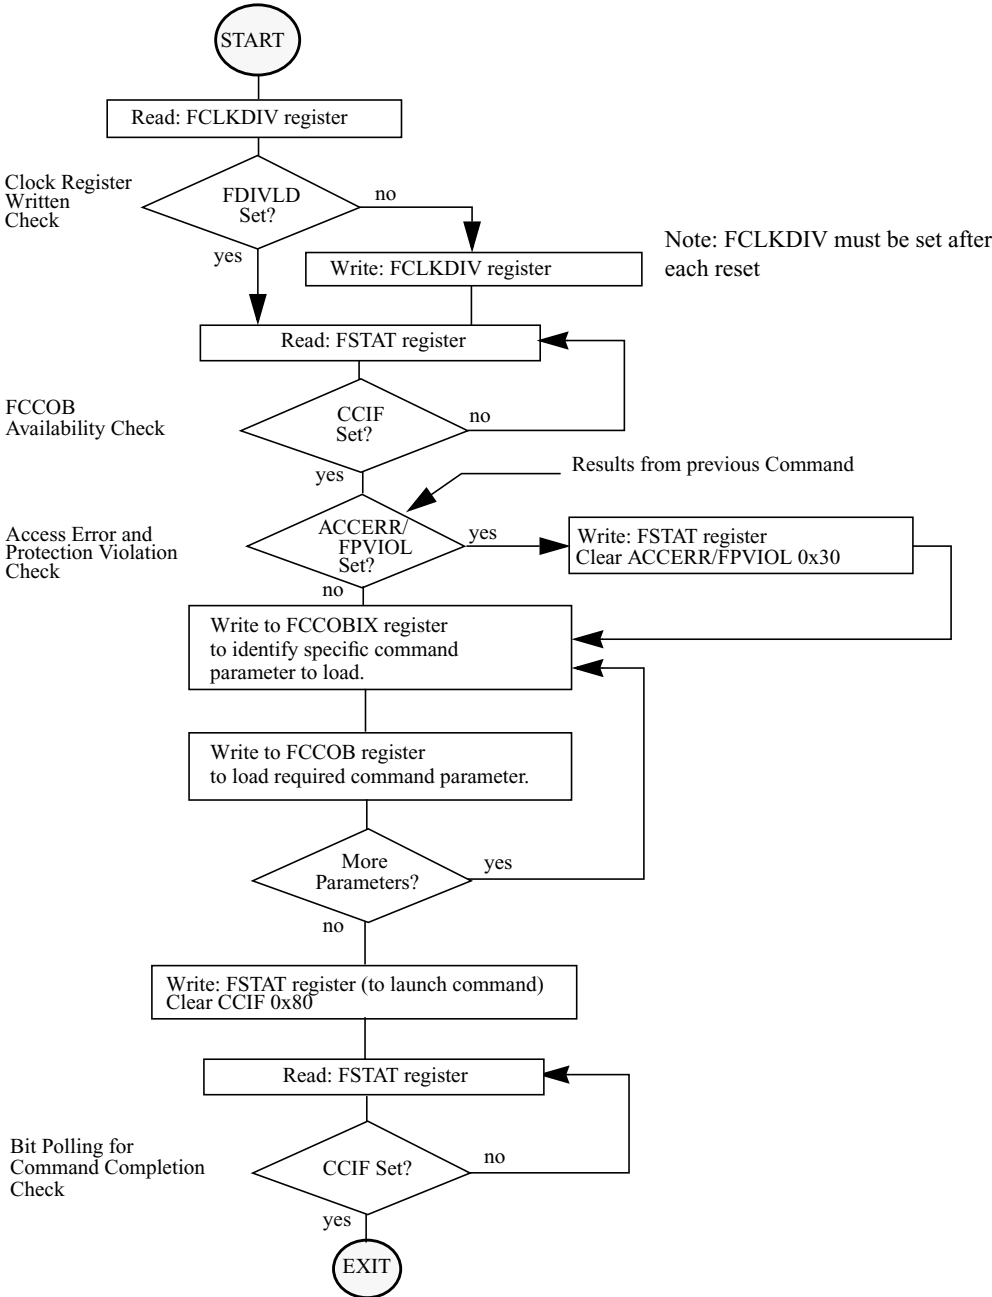 START
Read: FCLKDIV register
Clock Register
Written
Check
FDIVLD
Set?
no
yes
Write: FCLKDIV register
Note: FCLKDIV must be set after
each reset
Read: FSTAT register
FCCOB
Availability Check
CCIF
Set?
no
yes
Results from previous Command
Access Error and
Protection Violation
Check
ACCERR/
FPVIOL
Set?
yes
no
Write: FSTAT register
Clear ACCERR/FPVIOL 0x30
Write to FCCOBIX register
to identify specific command
parameter to load.
Write to FCCOB register
to load required command parameter.
More
Parameters?
yes
no
Write: FSTAT register (to launch command)
Clear CCIF 0x80
Read: FSTAT register
Bit Polling for
Command Completion
Check
CCIF Set?
no
yes
EXIT